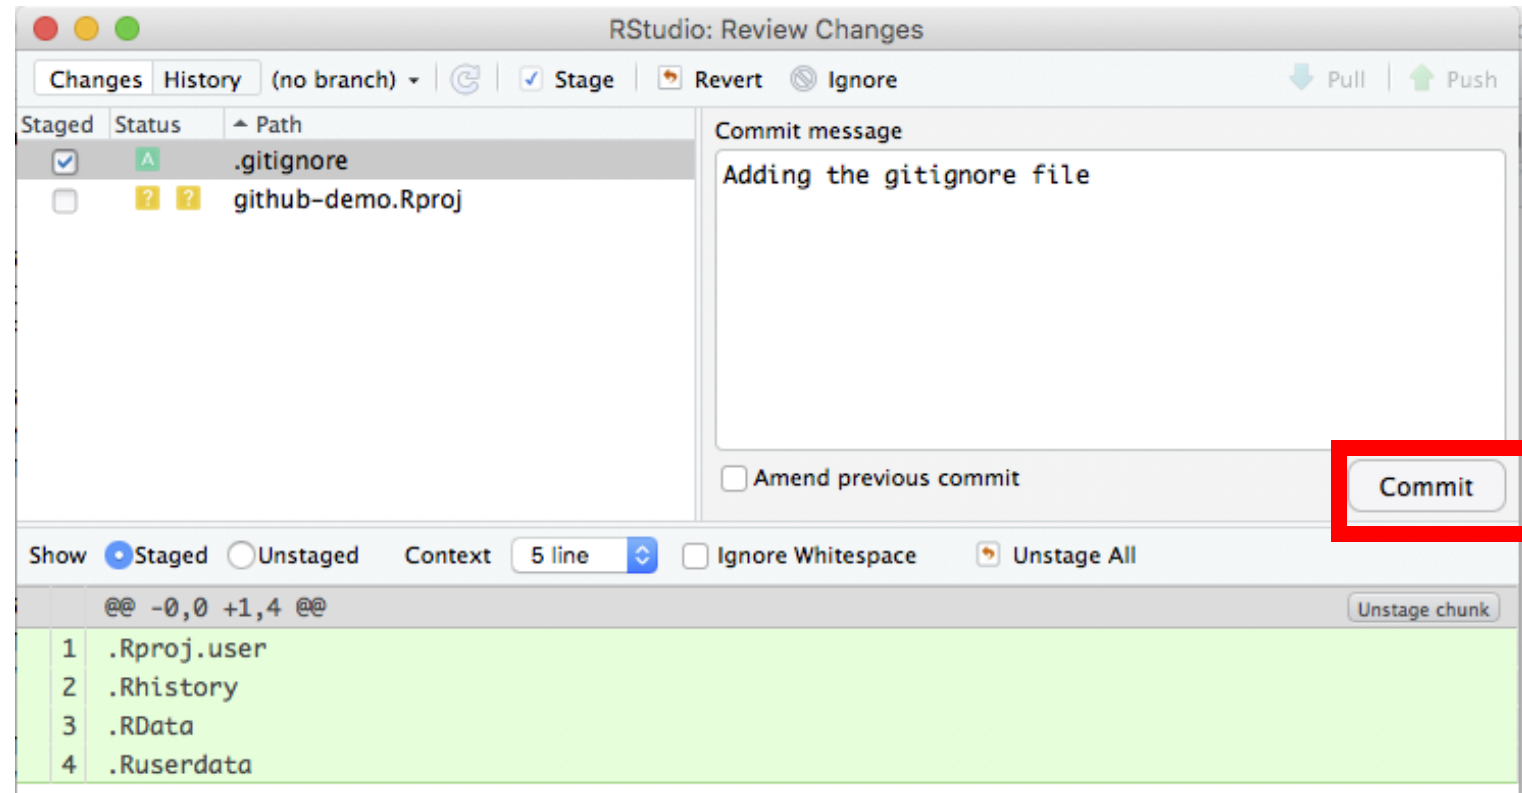 RStudio: Review Changes
Changes History (no branch) Stage Revert Ignore Pull Push
Staged Status Path
A .gitignore
? ? github-demo.Rproj
Commit message
Adding the gitignore file
Amend previous commit
Commit
Show Staged Unstaged Context 5 line Ignore Whitespace Unstage All
@@ -0,0 +1,4 @@ Unstage chunk
1 .Rproj.user
2 .Rhistory
3 .RData
4 .Ruserdata